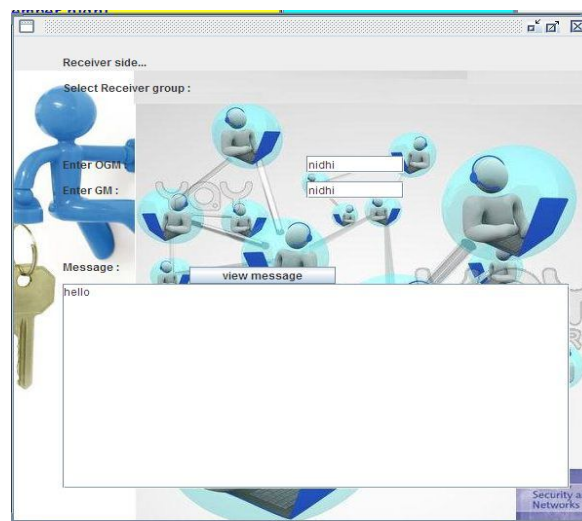 Receiver side...
Select Receiver group :
Enter OGM :
nidhi
Enter GM :
nidhi
Message :
view message
hello
Security a
Networks